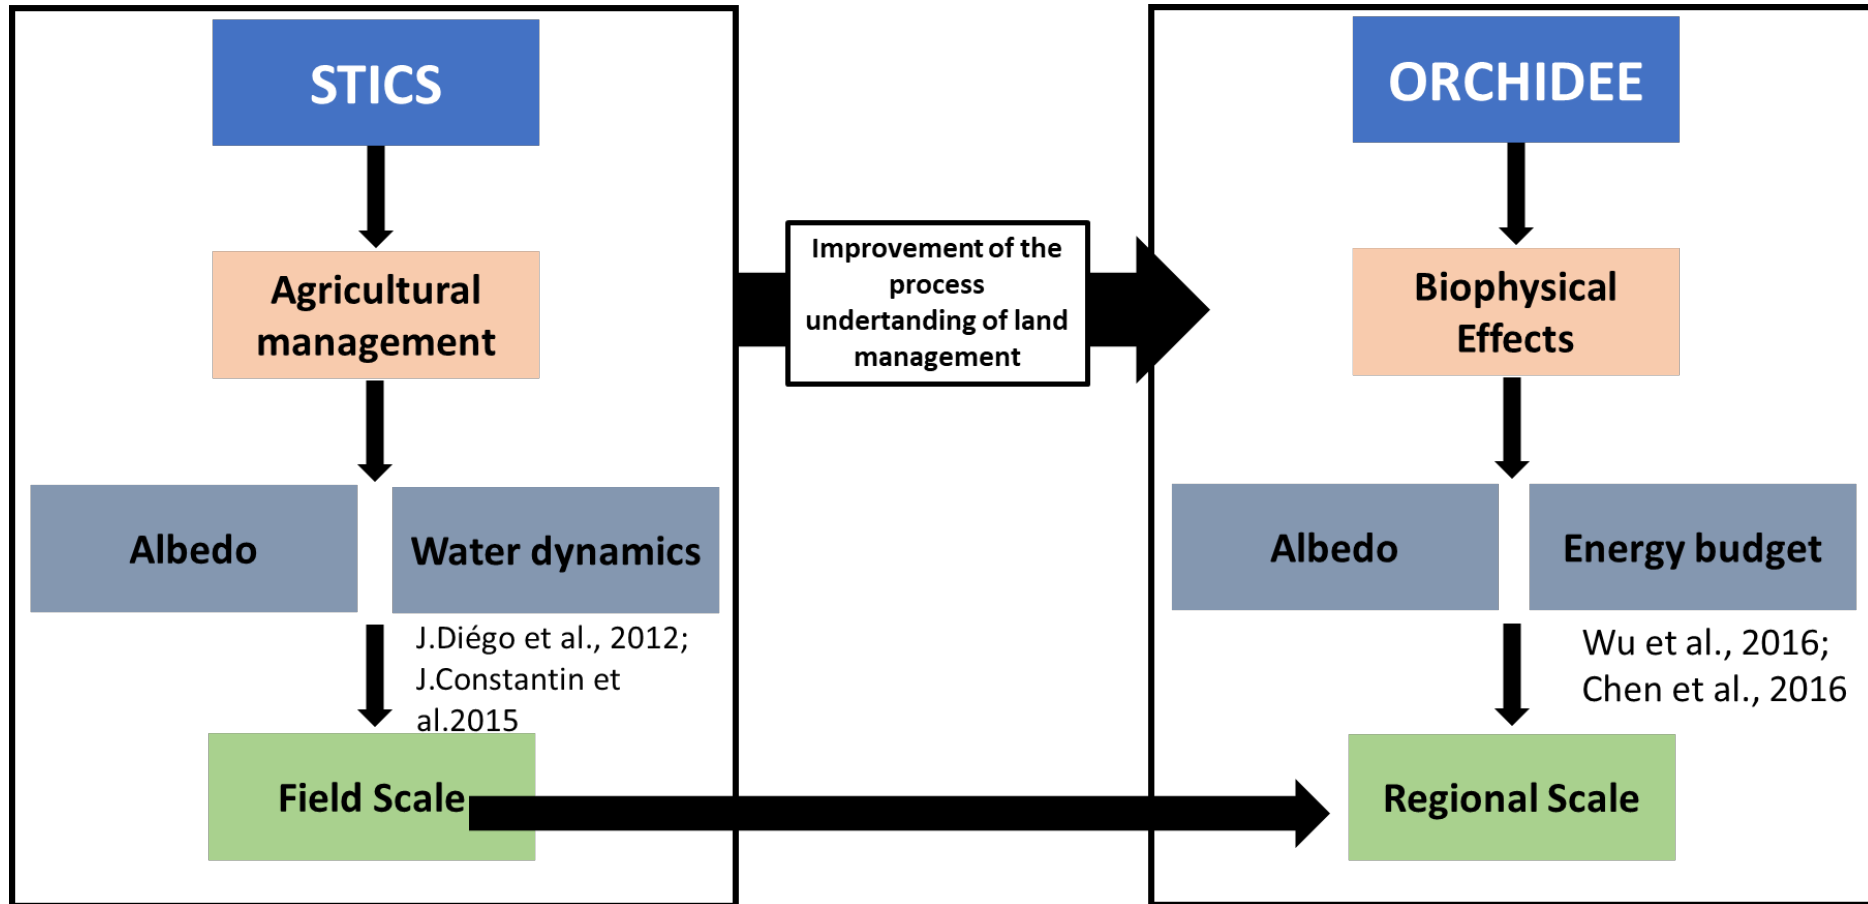 STICS
Agricultural
management
Albedo
Water dynamics
J.Diégo et al., 2012;
J.Constantin et
al.2015
Field Scale
Improvement of the
process
undertanding of land
management
ORCHIDEE
Biophysical
Effects
Albedo
Energy budget
Wu et al., 2016;
Chen et al., 2016
Regional Scale